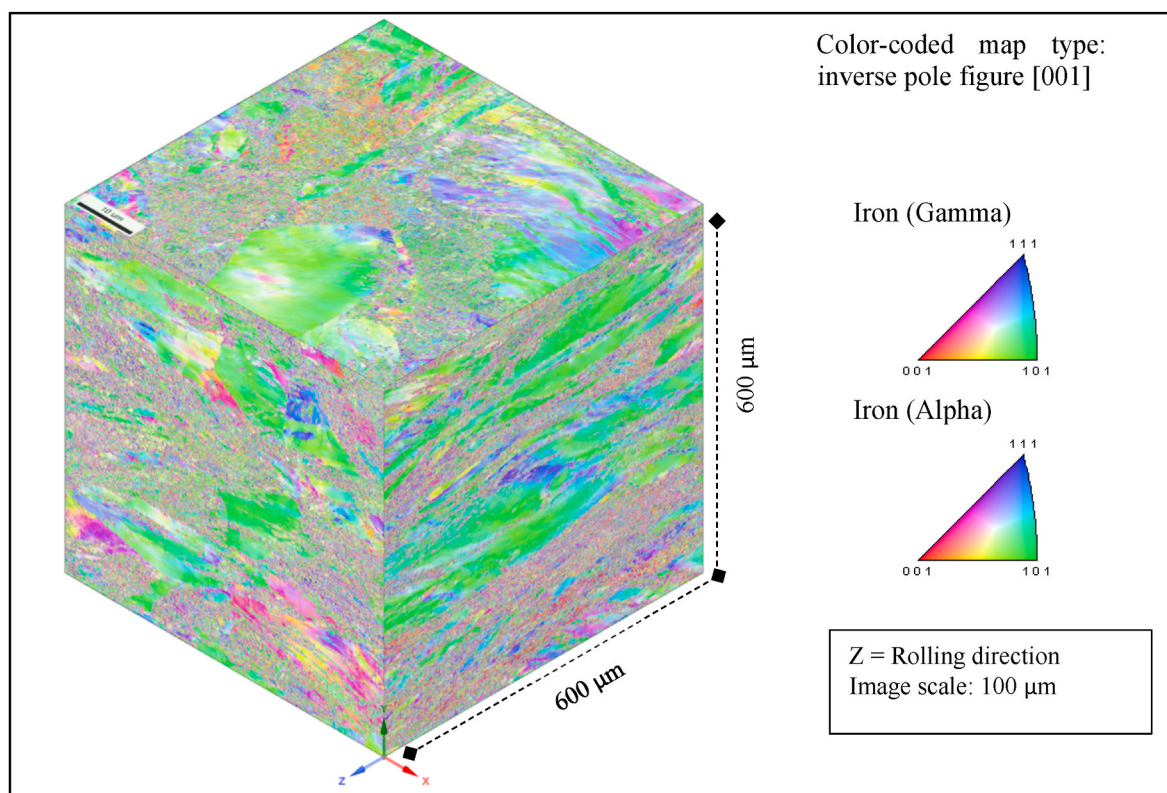 Color-coded map type:
inverse pole figure [001]
10 um
Iron (Gamma)
1 1 1
0 0 1
1 0 1
600 μm
Iron (Alpha)
1 1 1
0 0 1
1 0 1
Z = Rolling direction
Image scale: 100 μm
600 μm
Y
Z
X